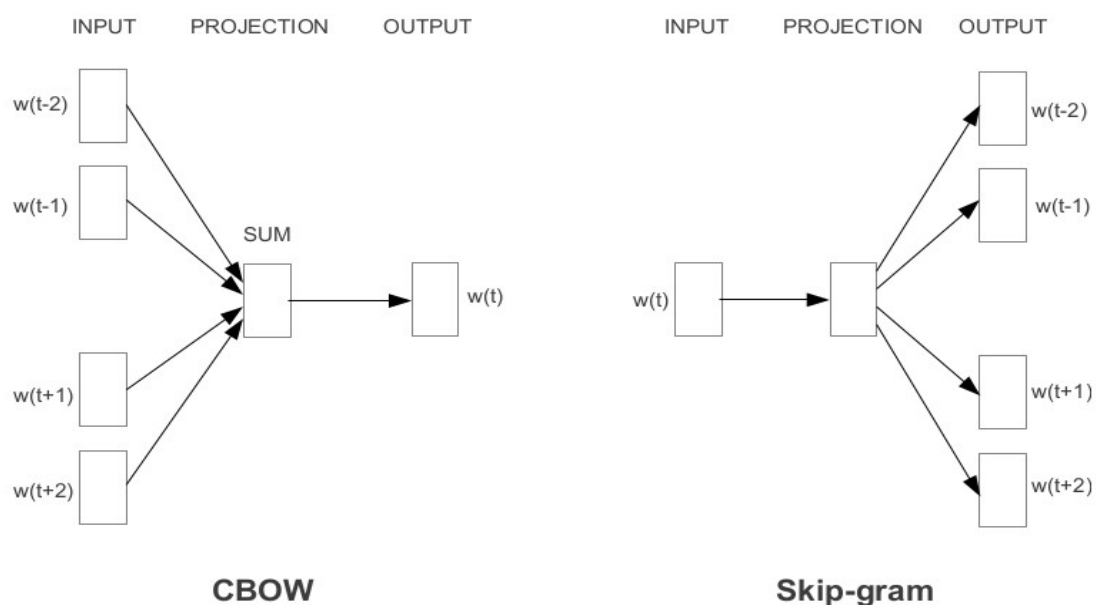 INPUT PROJECTION OUTPUT
w(t-2)
w(t-1)
SUM
w(t)
w(t+1)
w(t+2)
CBOW
INPUT PROJECTION OUTPUT
w(t-2)
w(t-1)
w(t)
w(t+1)
w(t+2)
Skip-gram